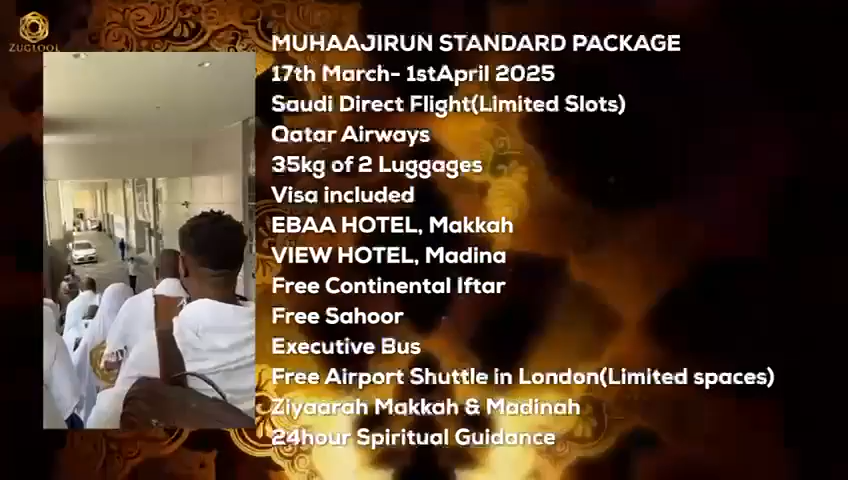 ZUGLOOL
MUHAAJIRUN STANDARD PACKAGE
17th March- 1stApril 2025
Saudi Direct Flight(Limited Slots)
Qatar Airways
35kg of 2 Luggages
Visa included
EBAA HOTEL, Makkah
VIEW HOTEL, Madina
Free Continental Iftar
Free Sahoor
Executive Bus
Free Airport Shuttle in London(Limited spaces)
Ziyaarah Makkah & Madinah
24hour Spiritual Guidance